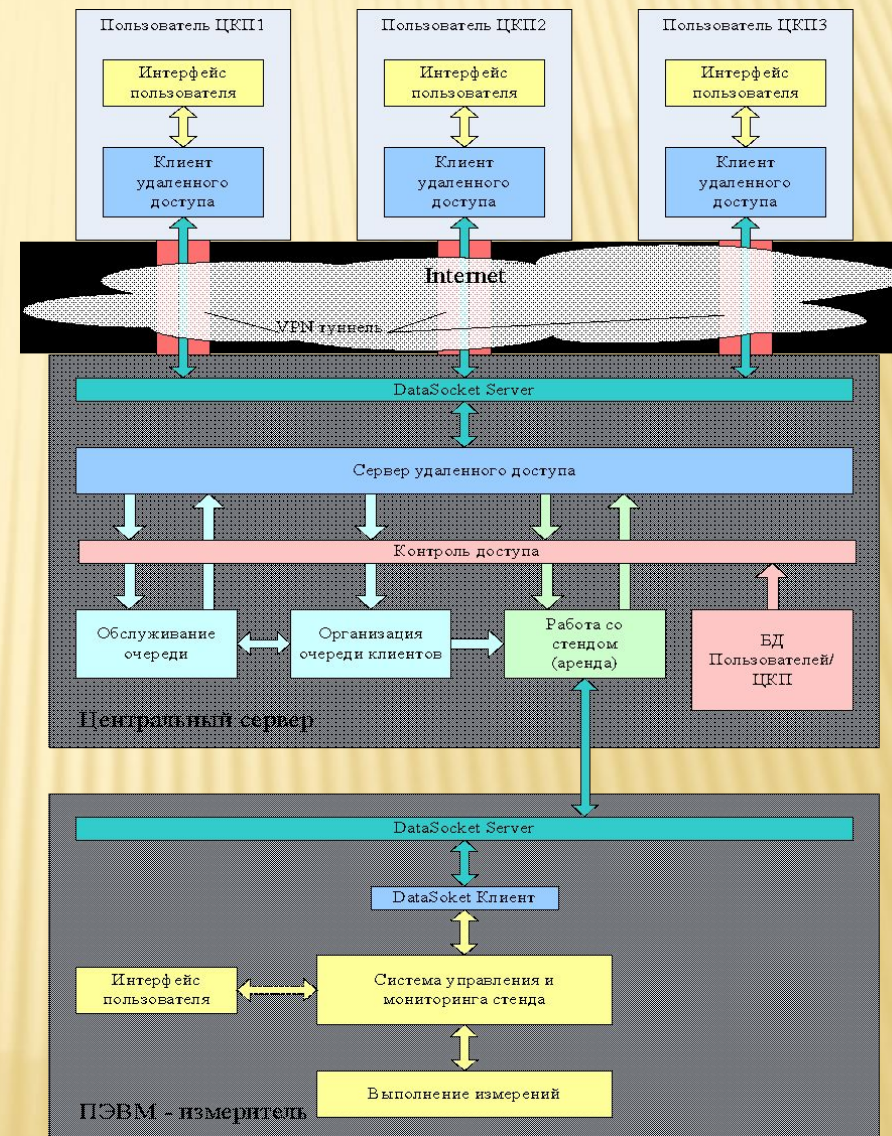 Пользователь ЦКП1
Пользователь ЦКП2
Пользователь ЦКП3
Интерфейс
пользователя
Интерфейс
пользователя
Интерфейс
пользователя
Клиент
удаленного
доступа
Клиент
удаленного
доступа
Клиент
удаленного
доступа
Internet
VPN туннель
DataSocket Server
Сервер удаленного доступа
Контроль доступа
Обслуживание
очереди
Организация
очереди клиентов
Работа со
стендом
(аренда)
БД
Пользователей/
ЦКП
Центральный сервер
DataSocket Server
DataSoket Клиент
Интерфейс
пользователя
Система управления и
мониторинга стенда
Выполнение измерений
ПЭВМ - измеритель